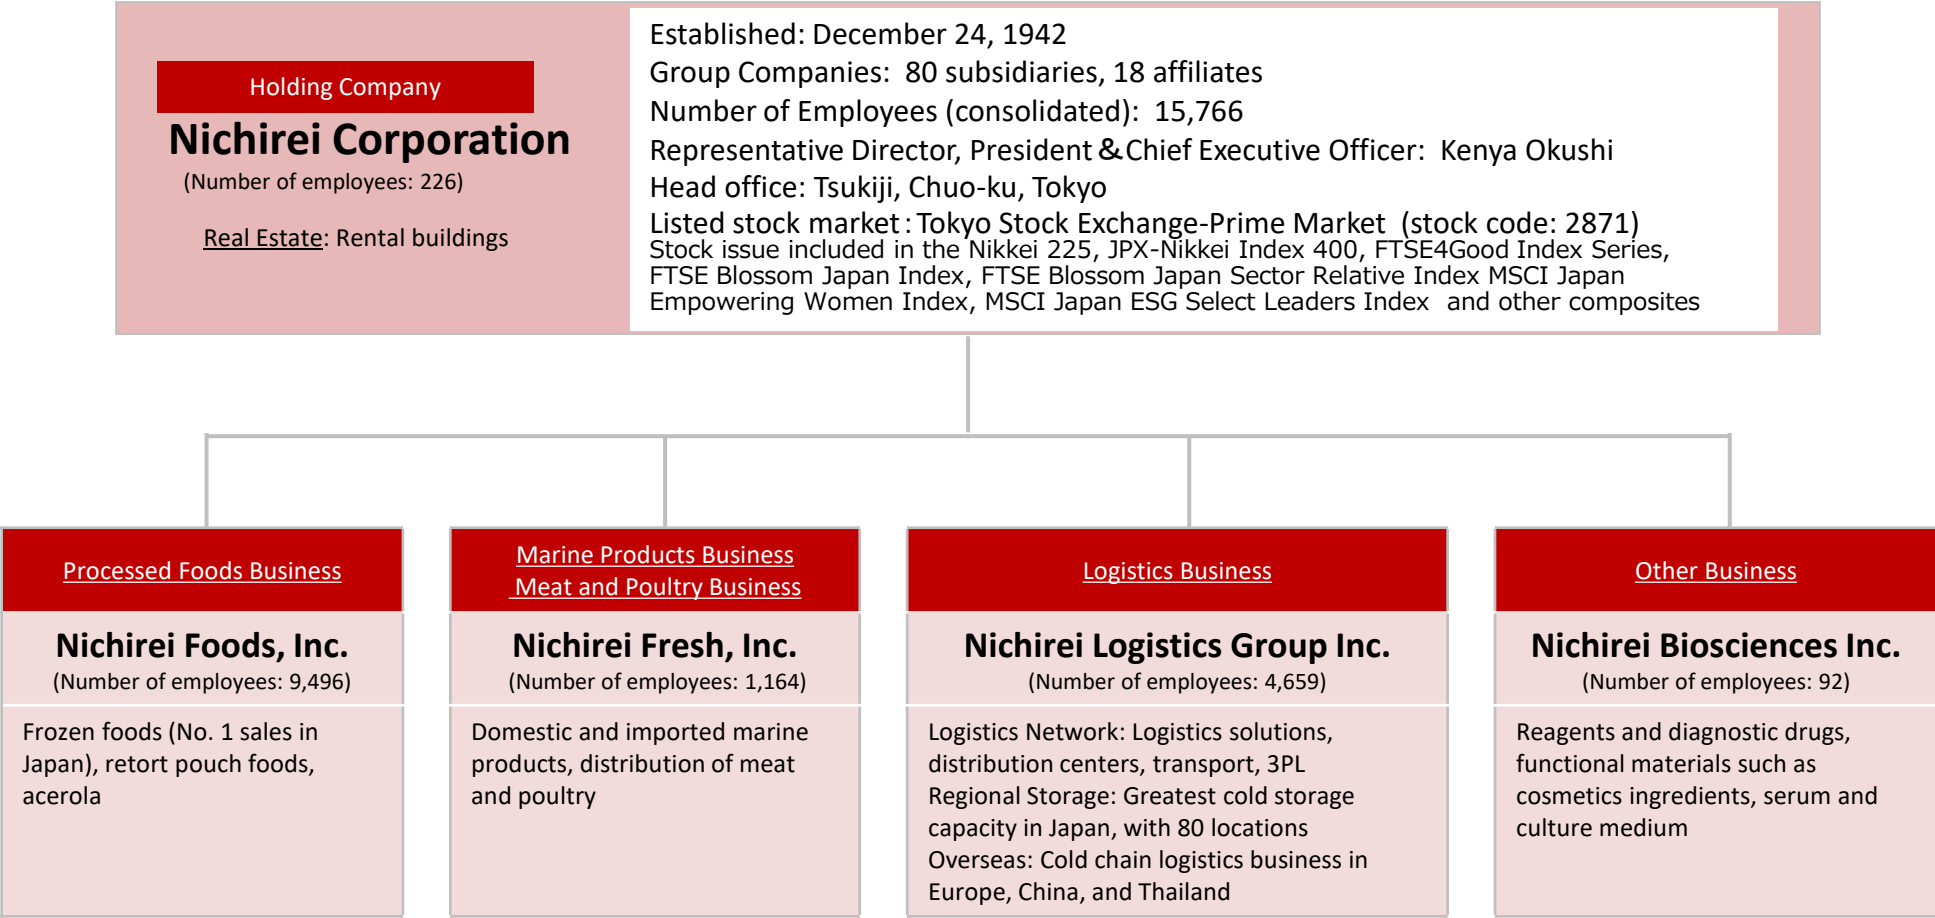 Holding Company
Nichirei Corporation
(Number of employees: 226)
Real Estate: Rental buildings
Established: December 24, 1942
Group Companies: 80 subsidiaries, 18 affiliates
Number of Employees (consolidated): 15,766
Representative Director, President＆Chief Executive Officer: Kenya Okushi
Head office: Tsukiji, Chuo-ku, Tokyo
Listed stock market：Tokyo Stock Exchange-Prime Market (stock code: 2871)
Stock issue included in the Nikkei 225, JPX-Nikkei Index 400, FTSE4Good Index Series,
FTSE Blossom Japan Index, FTSE Blossom Japan Sector Relative Index MSCI Japan
Empowering Women Index, MSCI Japan ESG Select Leaders Index and other composites
Processed Foods Business
Nichirei Foods, Inc.
(Number of employees: 9,496)
Frozen foods (No. 1 sales in
Japan), retort pouch foods,
acerola
Marine Products Business
Meat and Poultry Business
Nichirei Fresh, Inc.
(Number of employees: 1,164)
Domestic and imported marine
products, distribution of meat
and poultry
Logistics Business
Nichirei Logistics Group Inc.
(Number of employees: 4,659)
Logistics Network: Logistics solutions,
distribution centers, transport, 3PL
Regional Storage: Greatest cold storage
capacity in Japan, with 80 locations
Overseas: Cold chain logistics business in
Europe, China, and Thailand
Other Business
Nichirei Biosciences Inc.
(Number of employees: 92)
Reagents and diagnostic drugs,
functional materials such as
cosmetics ingredients, serum and
culture medium